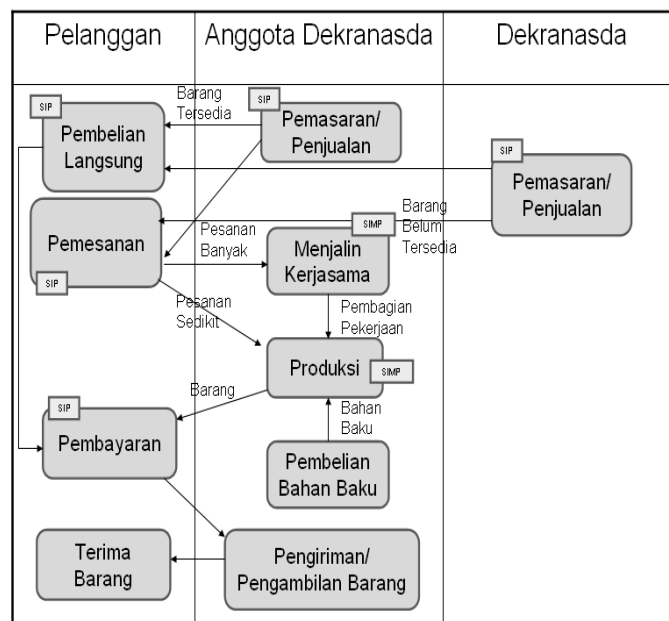 Pelanggan
Anggota Dekranasda
Dekranasda
SIP
Pembelian
Langsung
Barang
Tersedia
SIP
Pemasaran/
Penjualan
SIP
Pemasaran/
Penjualan
Pemesanan
SIP
Pesanan
Banyak
SIMP
Menjalin
Kerjasama
Barang
Belum
Tersedia
Pesanan
Sedikit
Pembagian
Pekerjaan
Produksi
SIMP
Barang
Bahan
Baku
SIP
Pembayaran
Pembelian
Bahan Baku
Terima
Barang
Pengiriman/
Pengambilan Barang